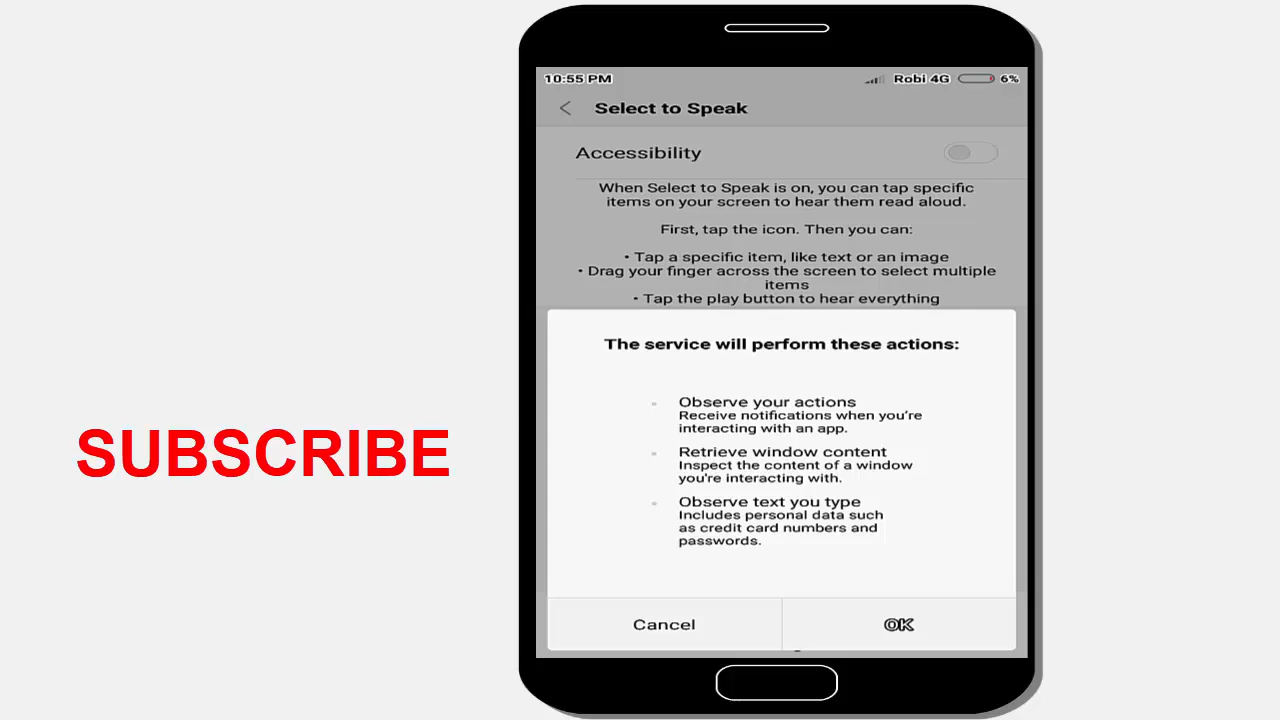 10:55 PM Robi 4G 6%
Select to Speak
Accessibility
When Select to Speak is on, you can tap specific
items on your screen to hear them read aloud.
First, tap the icon. Then you can:
• Tap a specific item, like text or an image
• Drag your finger across the screen to select multiple
items
• Tap the play button to hear everything
The service will perform these actions:
Observe your actions
Receive notifications when you're
interacting with an app.
Retrieve window content
Inspect the content of a window
you're interacting with.
Observe text you type
Includes personal data such
as credit card numbers and
passwords.
Cancel OK
SUBSCRIBE